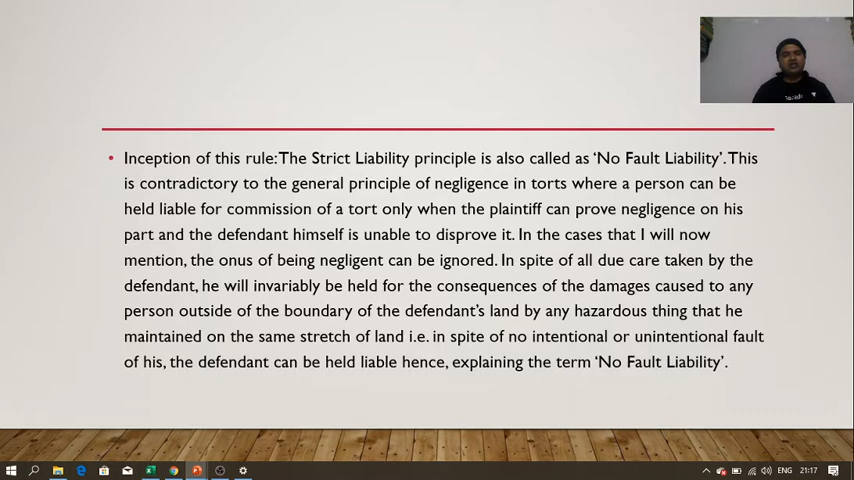 • Inception of this rule: The Strict Liability principle is also called as ‘No Fault Liability’. This
is contradictory to the general principle of negligence in torts where a person can be
held liable for commission of a tort only when the plaintiff can prove negligence on his
part and the defendant himself is unable to disprove it. In the cases that I will now
mention, the onus of being negligent can be ignored. In spite of all due care taken by the
defendant, he will invariably be held for the consequences of the damages caused to any
person outside of the boundary of the defendant’s land by any hazardous thing that he
maintained on the same stretch of land i.e. in spite of no intentional or unintentional fault
of his, the defendant can be held liable hence, explaining the term ‘No Fault Liability’.
ENG 21:17